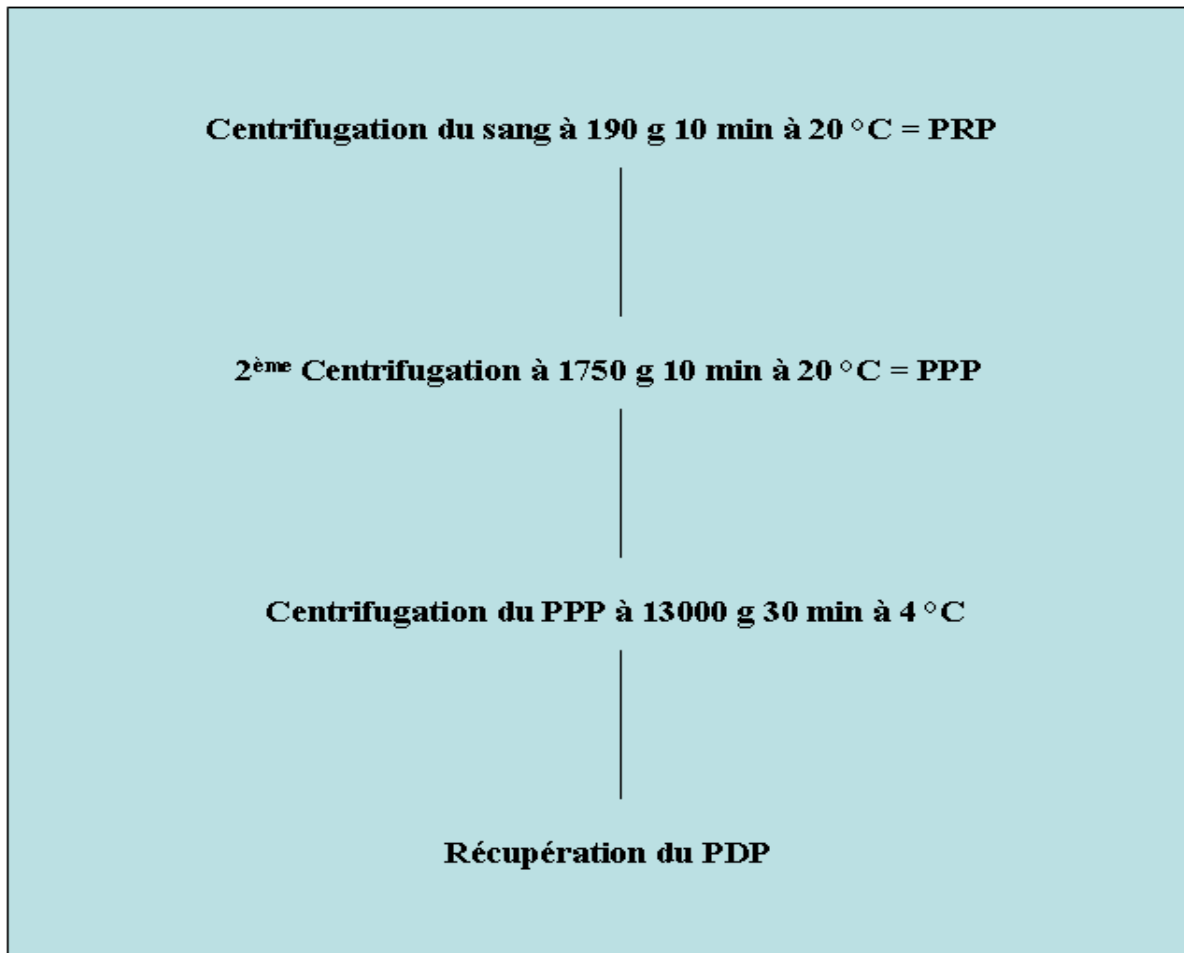 Centrifugation du sang à 190 g 10 min à 20 °C = PRP
2ème Centrifugation à 1750 g 10 min à 20 °C = PPP
Centrifugation du PPP à 13000 g 30 min à 4 °C
Récupération du PDP